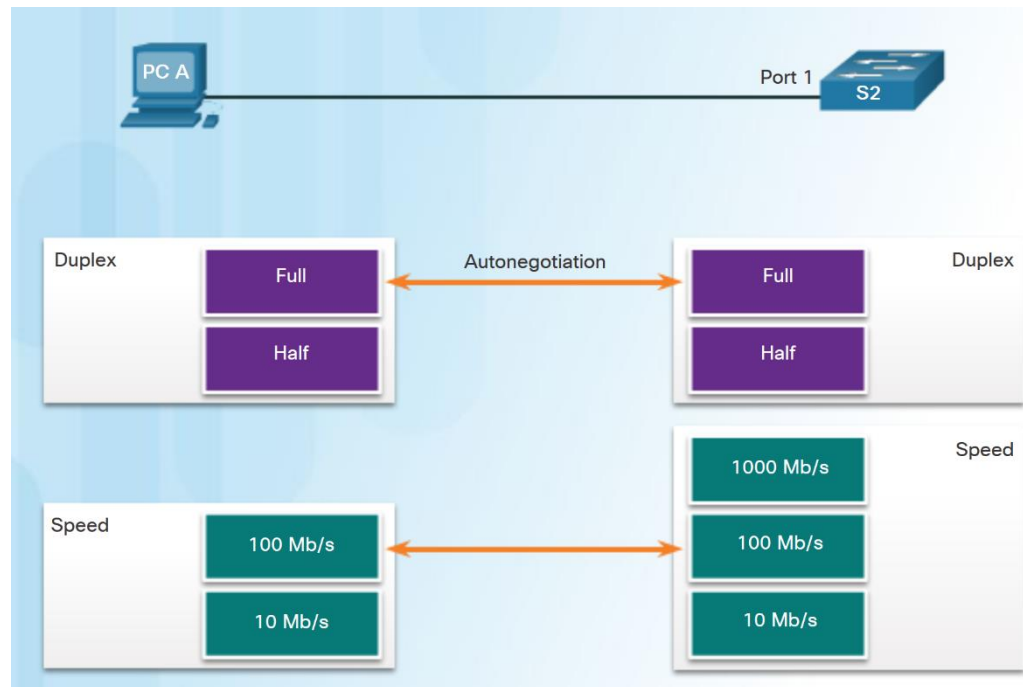 PC A
Port 1
S2
Duplex
Full
Half
Autonegotiation
Full
Half
Duplex
Speed
100 Mb/s
10 Mb/s
1000 Mb/s
100 Mb/s
10 Mb/s
Speed